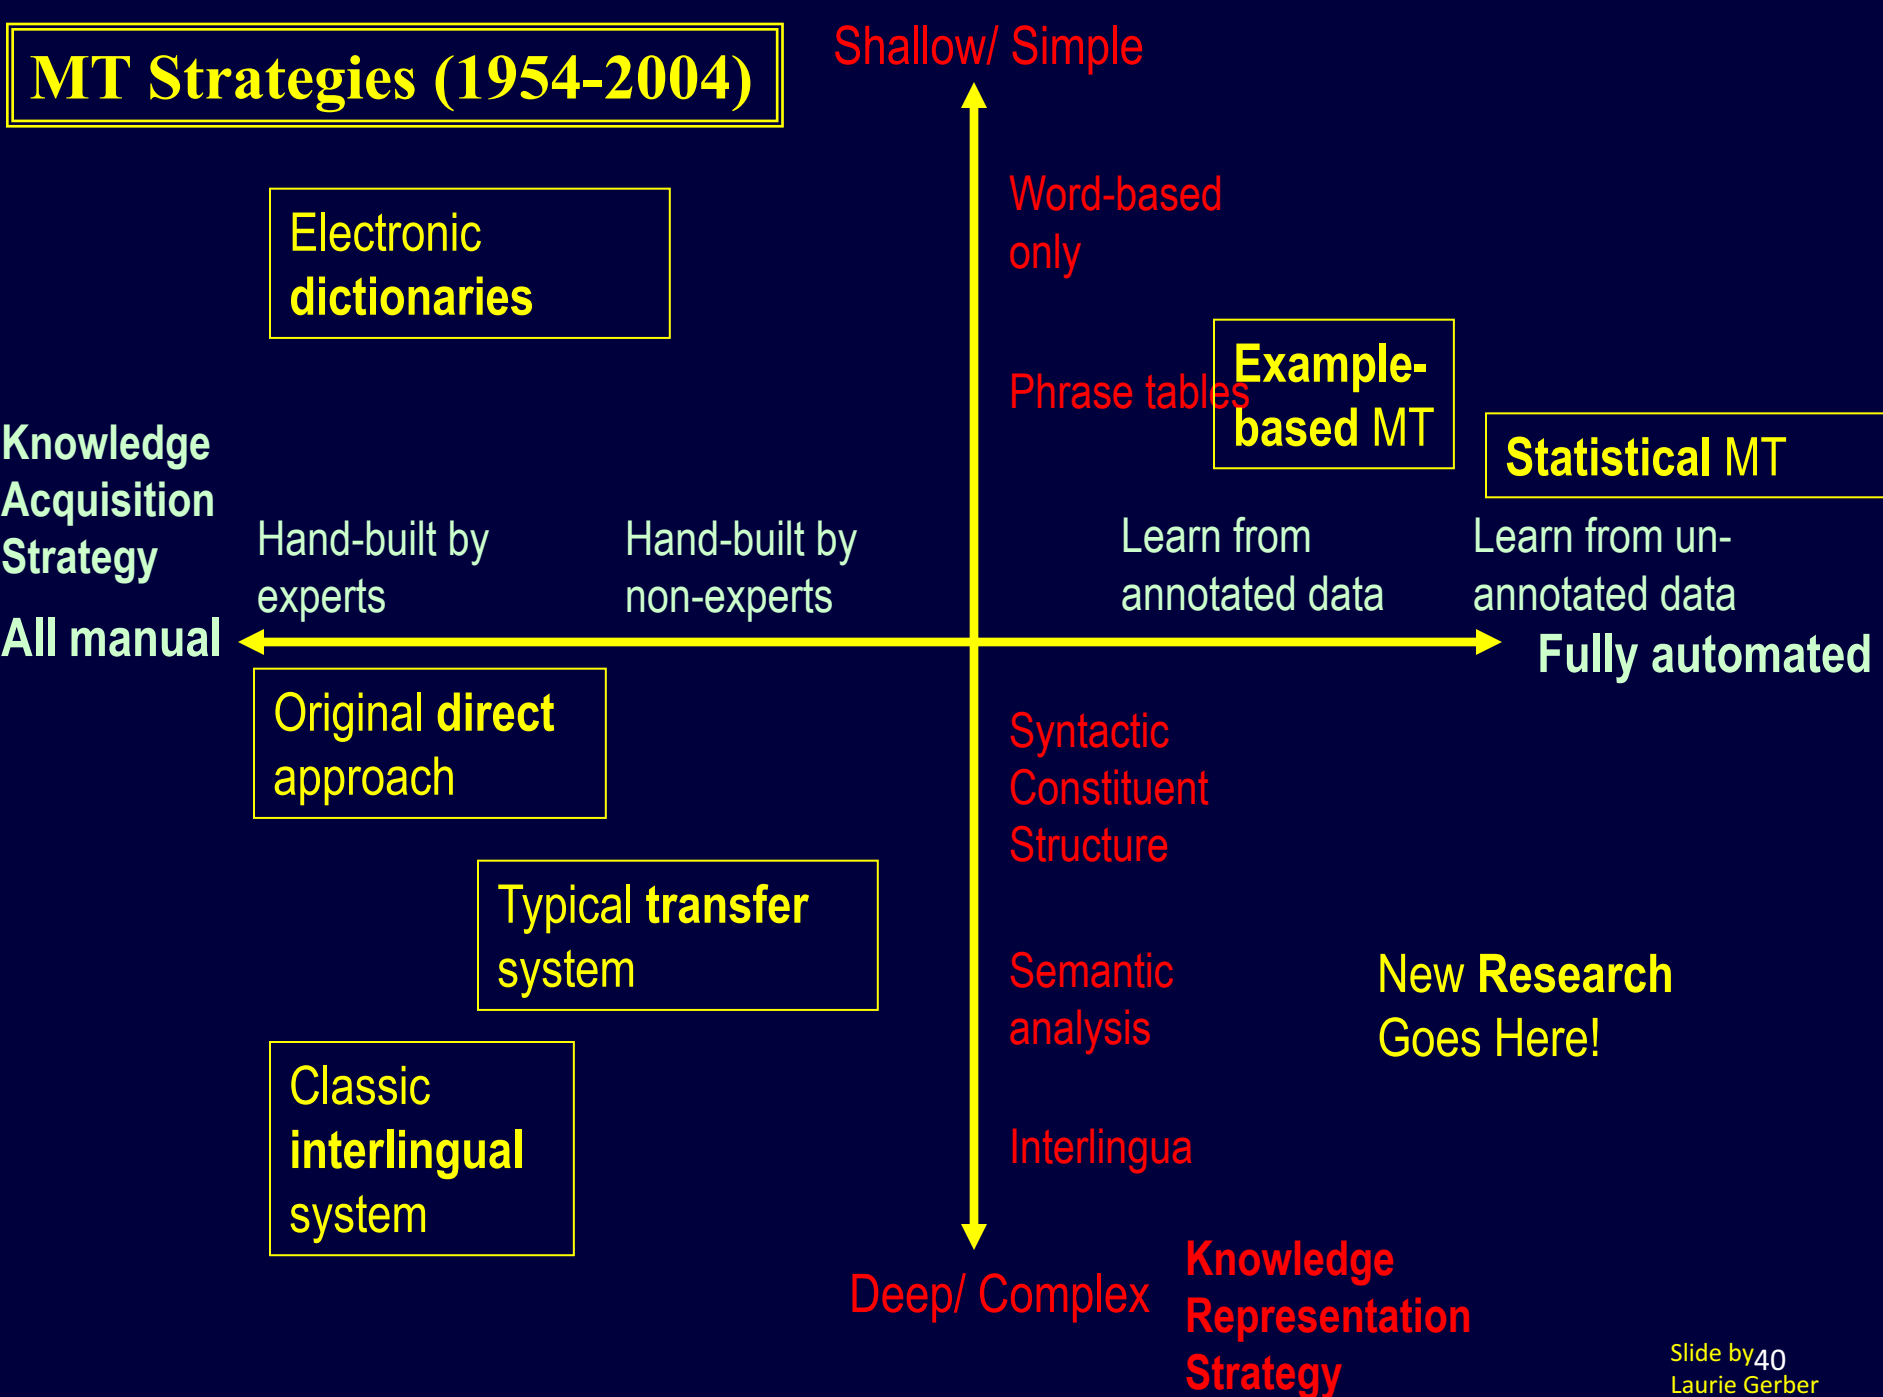 MT Strategies (1954-2004)
Shallow/ Simple
Electronic
dictionaries
Word-based
only
Phrase tables
Example-
based MT
Statistical MT
Knowledge
Acquisition
Strategy
All manual
Hand-built by
experts
Hand-built by
non-experts
Learn from
annotated data
Learn from un-
annotated data
Fully automated
Original direct
approach
Syntactic
Constituent
Structure
Typical transfer
system
Semantic
analysis
New Research
Goes Here!
Classic
interlingual
system
Interlingua
Deep/ Complex
Knowledge
Representation
Strategy
Slide by
Laurie Gerber
40